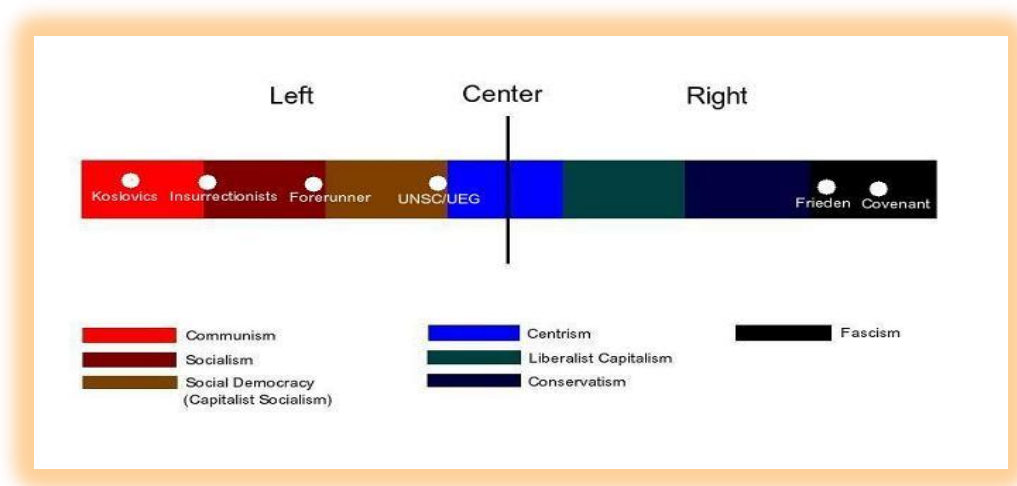 Left Center Right
Koslovics Insurrectionists Forerunner UNSC/UEG Frieden Covenant
Communism
Socialism
Social Democracy
(Capitalist Socialism)
Centrism
Liberalist Capitalism
Conservatism
Fascism